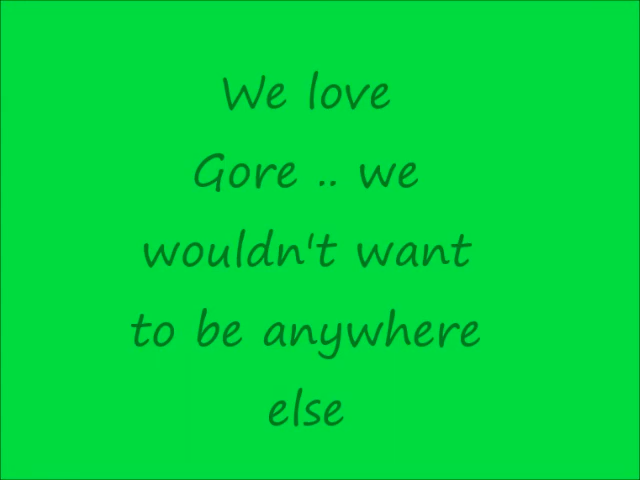 We love
Gore .. we
wouldn't want
to be anywhere
else